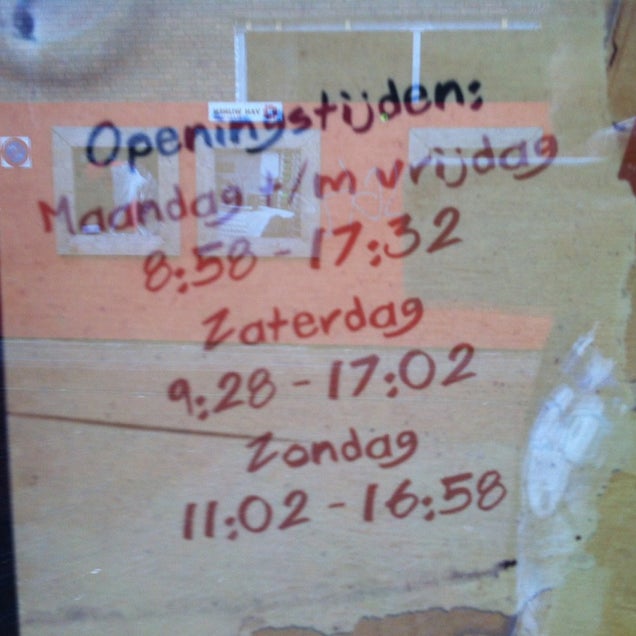 Openingstijden:
Maandag t/m vrijdag
8:58 - 17:32
Zaterdag
9:28 - 17:02
Zondag
11:02 - 16:58